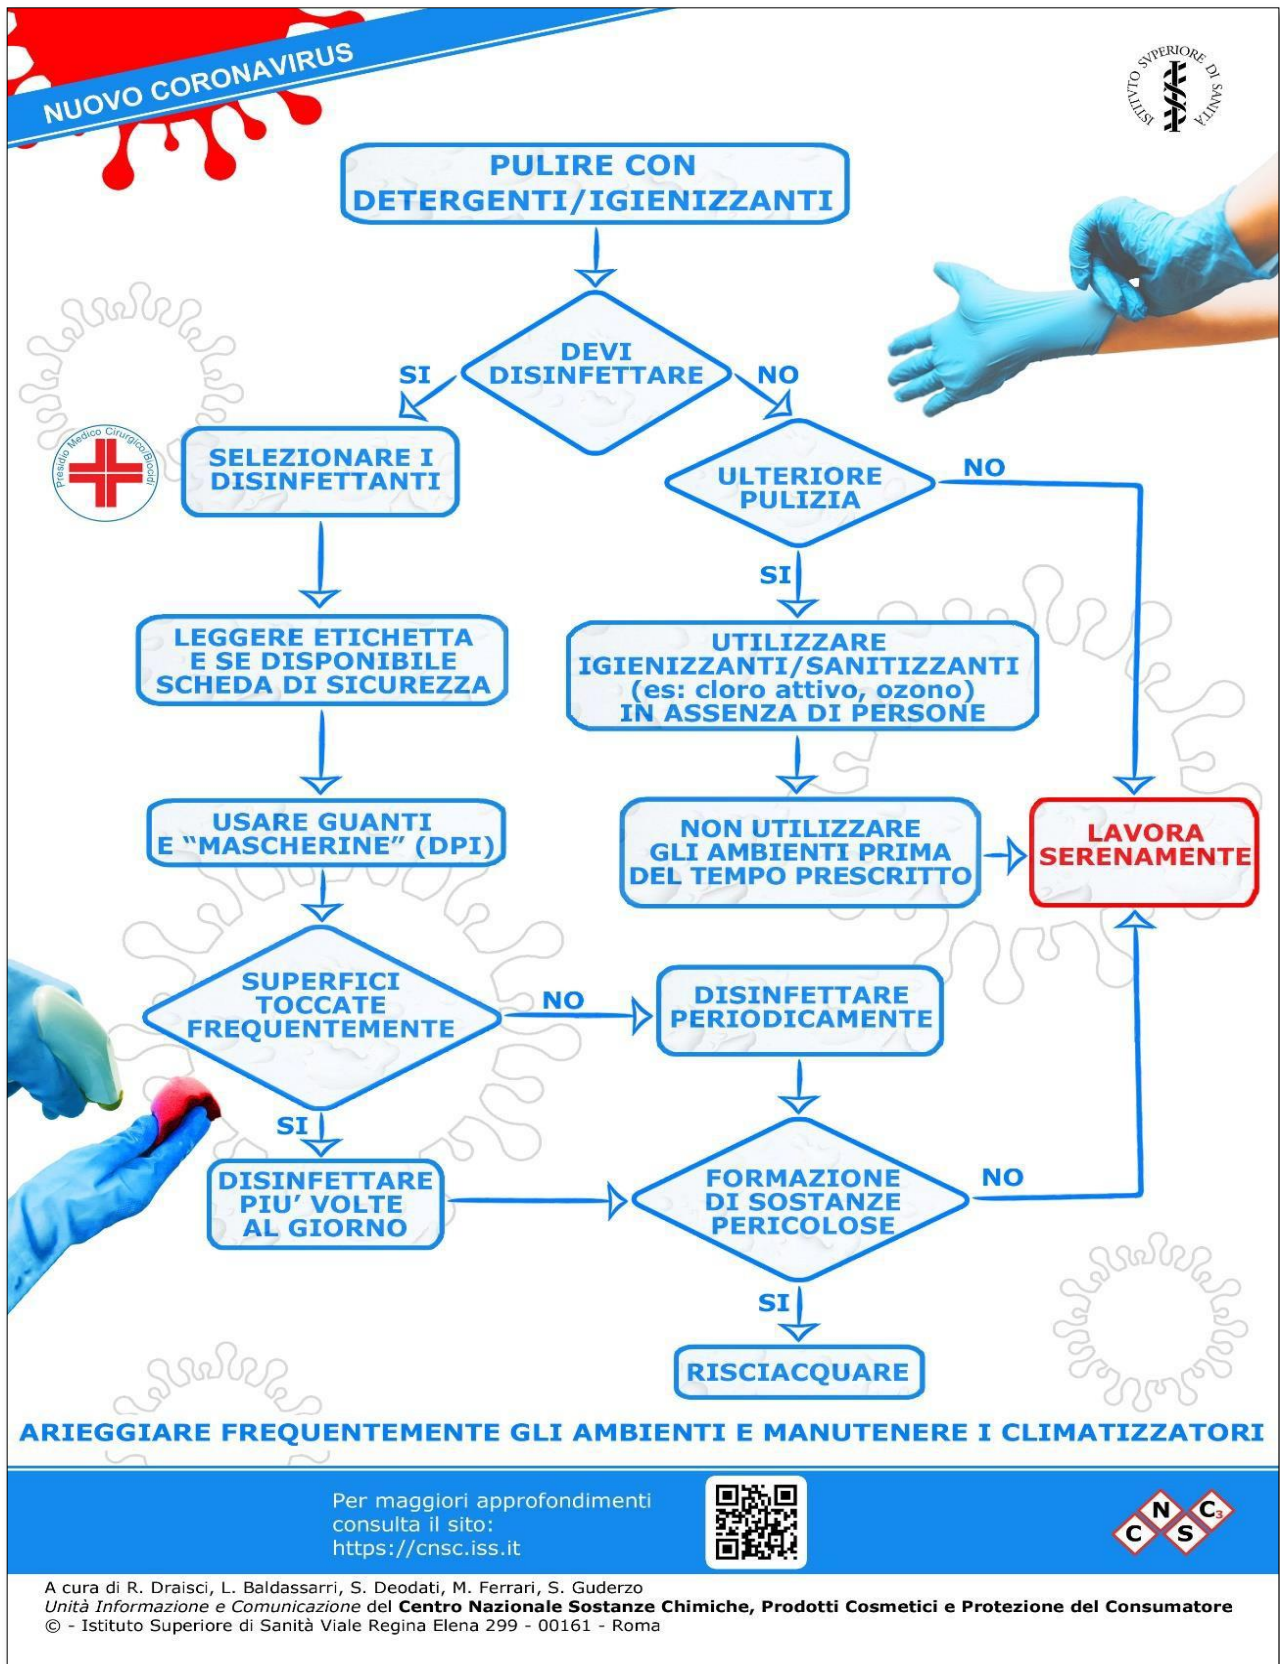 NUOVO CORONAVIRUS
ISTITVTO SVPERIORE DI SANITÀ
PULIRE CON
DETERGENTI/IGIENIZZANTI
DEVI
DISINFETTARE
SI
NO
Presidio Medico Cirurgico/Biocidi
SELEZIONARE I
DISINFETTANTI
ULTERIORE
PULIZIA
NO
SI
LEGGERE ETICHETTA
E SE DISPONIBILE
SCHEDA DI SICUREZZA
UTILIZZARE
IGIENIZZANTI/SANITIZZANTI
(es: cloro attivo, ozono)
IN ASSENZA DI PERSONE
USARE GUANTI
E “MASCHERINE” (DPI)
NON UTILIZZARE
GLI AMBIENTI PRIMA
DEL TEMPO PRESCRITTO
LAVORA
SERENAMENTE
SUPERFICI
TOCCATE
FREQUENTEMENTE
NO
DISINFETTARE
PERIODICAMENTE
SI
DISINFETTARE
PIU’ VOLTE
AL GIORNO
FORMAZIONE
DI SOSTANZE
PERICOLOSE
NO
SI
RISCIACQUARE
ARIEGGIARE FREQUENTEMENTE GLI AMBIENTI E MANUTENERE I CLIMATIZZATORI
Per maggiori approfondimenti
consulta il sito:
https://cnsc.iss.it
C N S C3
A cura di R. Draisci, L. Baldassarri, S. Deodati, M. Ferrari, S. Guderzo
Unità Informazione e Comunicazione del Centro Nazionale Sostanze Chimiche, Prodotti Cosmetici e Protezione del Consumatore
© - Istituto Superiore di Sanità Viale Regina Elena 299 - 00161 - Roma